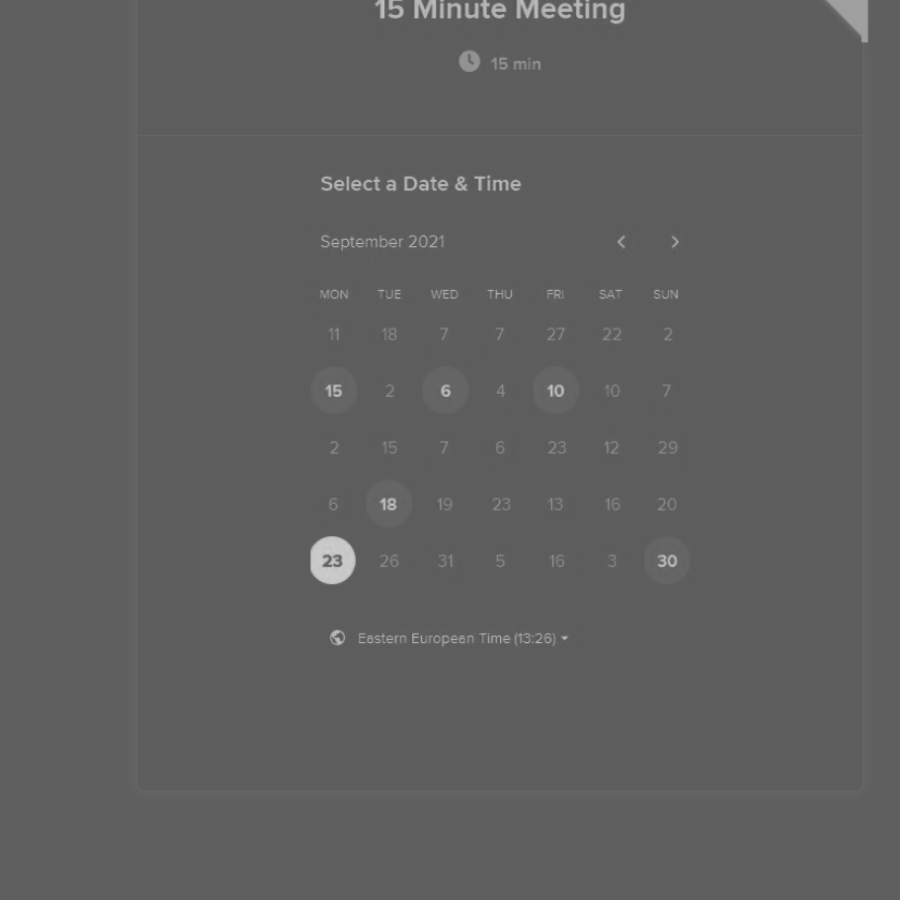 15 Minute Meeting
15 min
Select a Date & Time
September 2021
MON TUE WED THU FRI SAT SUN
11 18 7 7 27 22 2
15 2 6 4 10 10 7
2 15 7 6 23 12 29
6 18 19 23 13 16 20
23 26 31 5 16 3 30
Eastern European Time (13:26)